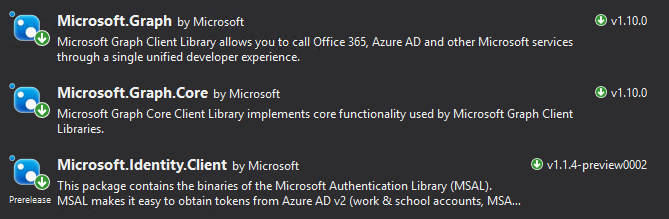 Microsoft.Graph by Microsoft v1.10.0
Microsoft Graph Client Library allows you to call Office 365, Azure AD and other Microsoft services
through a single unified developer experience.
Microsoft.Graph.Core by Microsoft v1.10.0
Microsoft Graph Core Client Library implements core functionality used by Microsoft Graph Client
Libraries.
Microsoft.Identity.Client by Microsoft v1.1.4-preview0002
This package contains the binaries of the Microsoft Authentication Library (MSAL).
Prerelease MSAL makes it easy to obtain tokens from Azure AD v2 (work & school accounts, MSA...